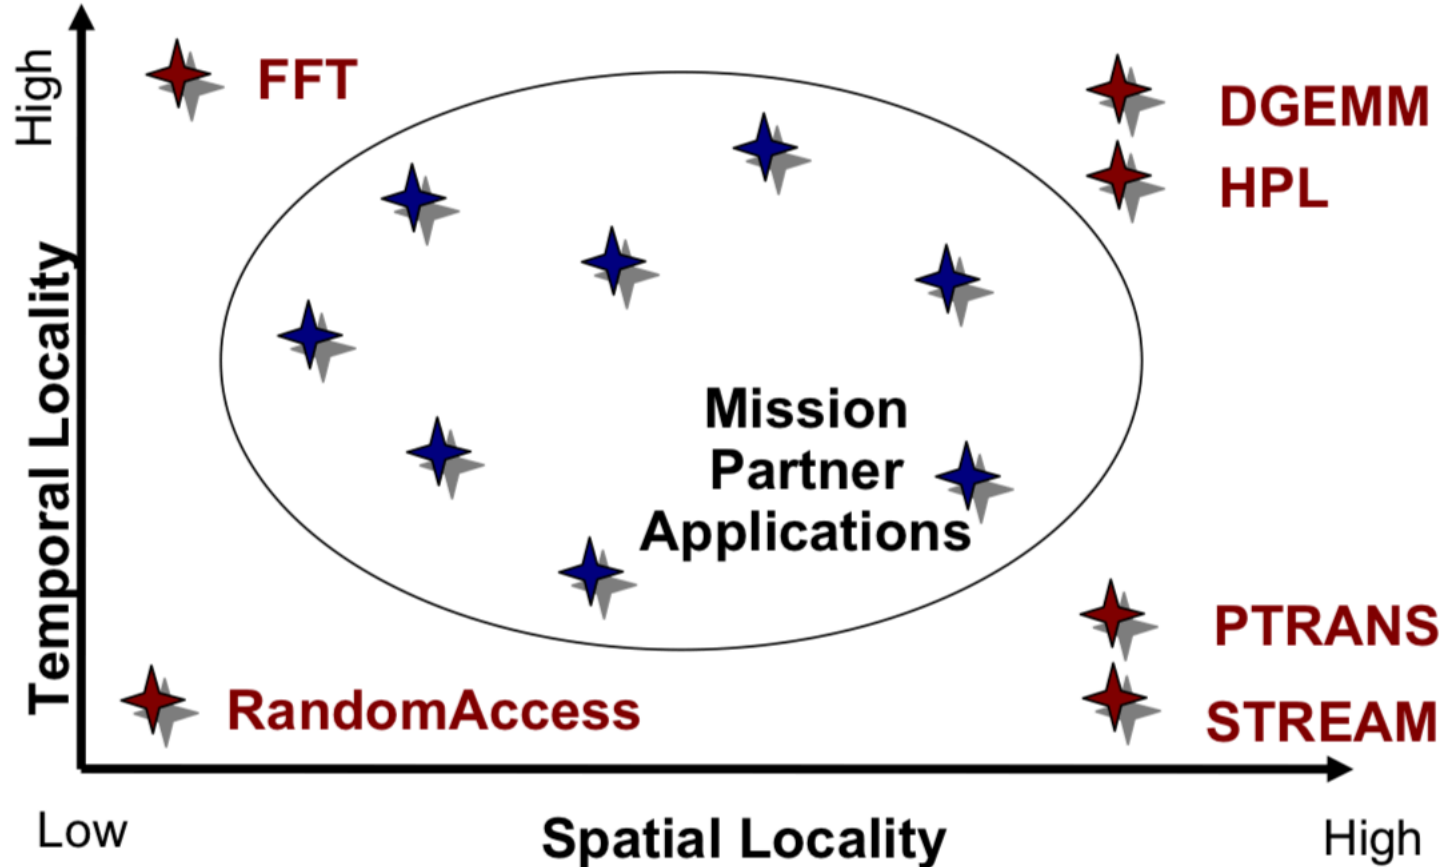 High
FFT
DGEMM
HPL
Temporal Locality
Mission
Partner
Applications
PTRANS
RandomAccess
STREAM
Low
Spatial Locality
High